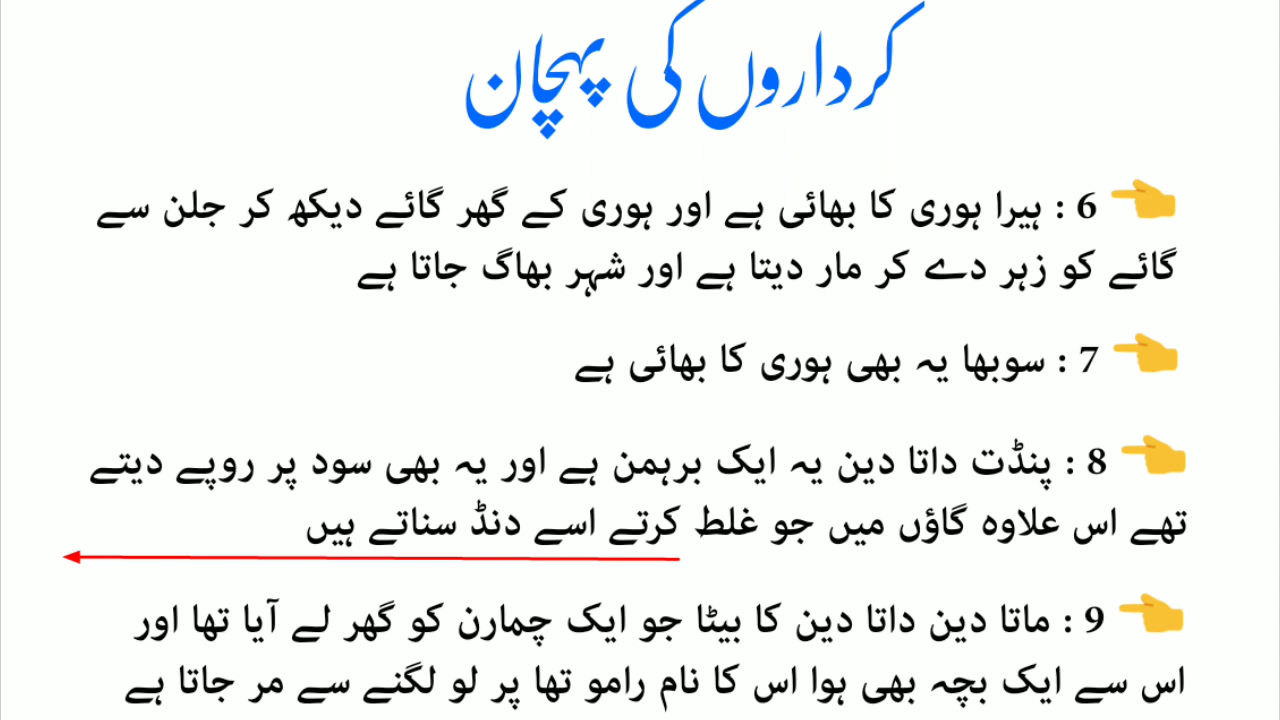 کرداروں کی پہچان
6 : ہیرا ہوری کا بھائی ہے اور ہوری کے گھر گائے دیکھ کر جلن سے
گائے کو زہر دے کر مار دیتا ہے اور شہر بھاگ جاتا ہے
7 : سوبھا یہ بھی ہوری کا بھائی ہے
8 : پنڈت داتا دین یہ ایک برہمن ہے اور یہ بھی سود پر روپے دیتے
تھے اس علاوہ گاؤں میں جو غلط کرتے اسے دنڈ سناتے ہیں
9 : ماتا دین داتا دین کا بیٹا جو ایک چمارن کو گھر لے آیا تھا اور
اس سے ایک بچہ بھی ہوا اس کا نام رامو تھا پر لو لگنے سے مر جاتا ہے